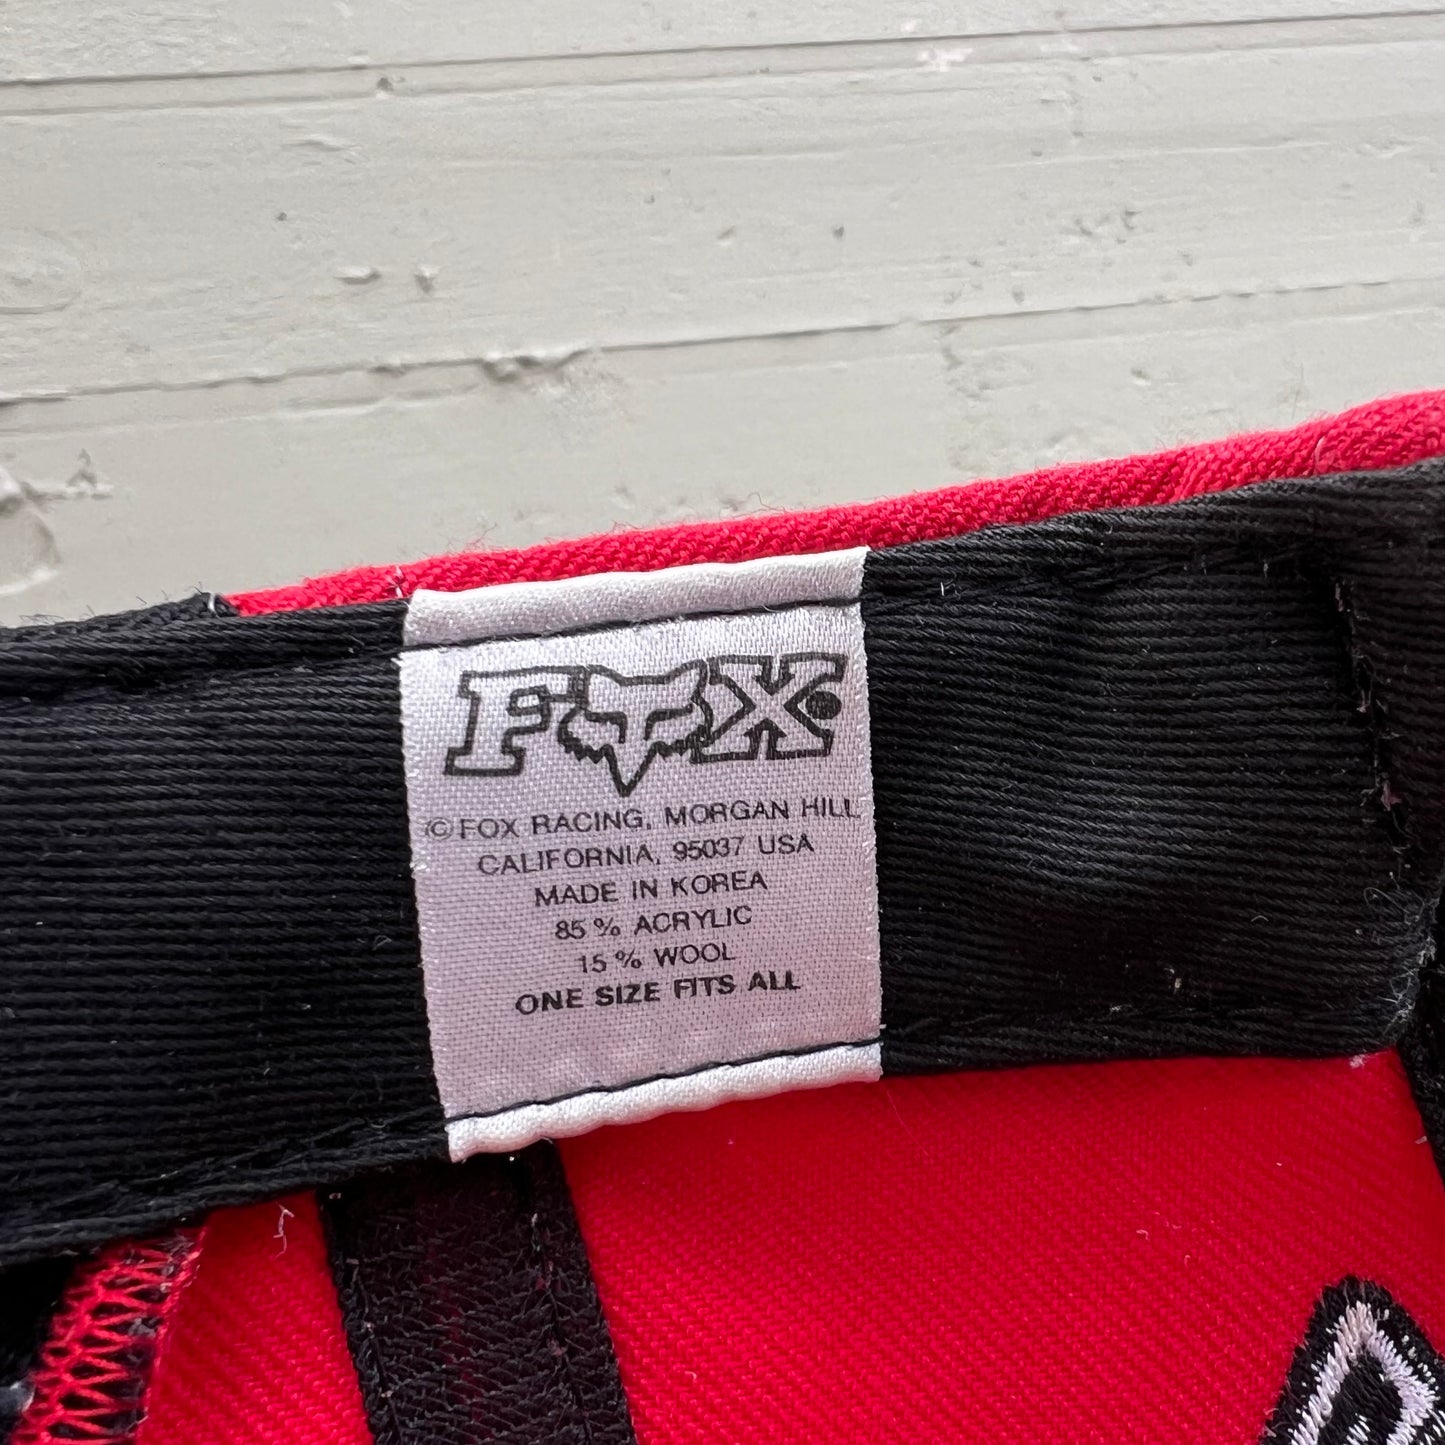 FOX
© FOX RACING, MORGAN HILL
CALIFORNIA, 95037 USA
MADE IN KOREA
85 % ACRYLIC
15 % WOOL
ONE SIZE FITS ALL